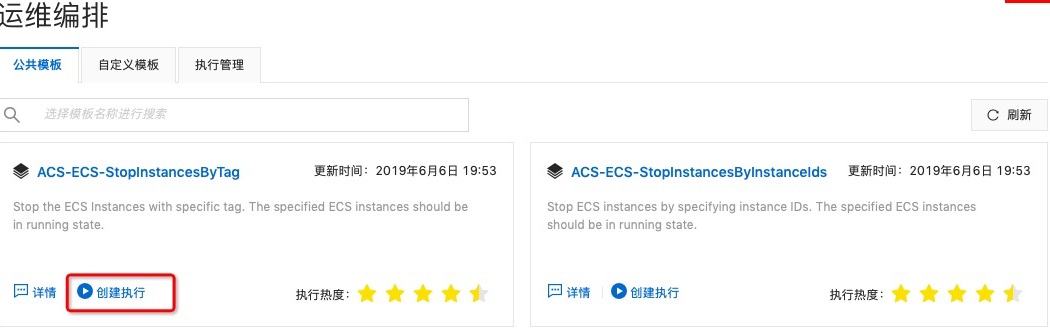 运维编排
公共模板 自定义模板 执行管理
选择模板名称进行搜索
刷新
ACS-ECS-StopInstancesByTag 更新时间：2019年6月6日 19:53
Stop the ECS Instances with specific tag. The specified ECS instances should be
in running state.
详情 创建执行 执行热度：
ACS-ECS-StopInstancesByInstanceIds 更新时间：2019年6月6日 19:53
Stop ECS instances by specifying instance IDs. The specified ECS instances
should be in running state.
详情 创建执行 执行热度：